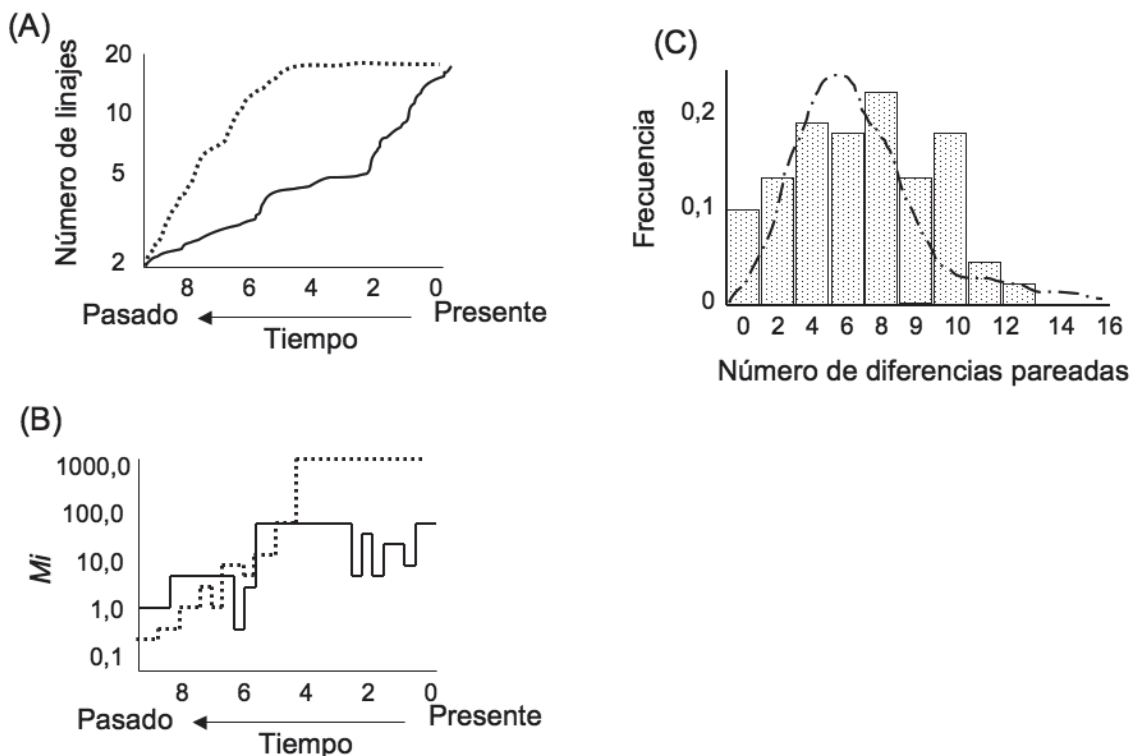 (A)
Número de linajes
20
10
5
2
8 6 4 2 0
Pasado Presente
Tiempo
(B)
Mi
1000,0
100,0
10,0
1,0
0,1
8 6 4 2 0
Pasado Presente
Tiempo
(C)
Frecuencia
0,2
0,1
0
0 2 4 6 8 9 10 12 14 16
Número de diferencias pareadas